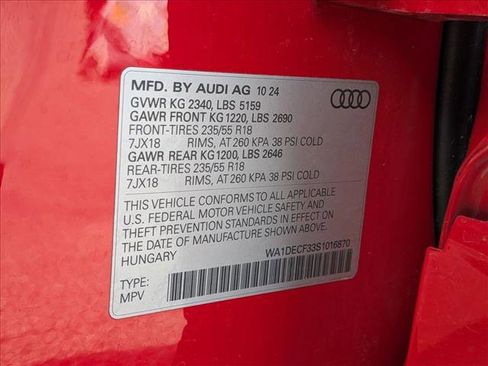 MFD. BY AUDI AG 10 24
GVWR KG 2340, LBS 5159
GAWR FRONT KG 1220, LBS 2690
FRONT-TIRES 235/55 R18
7JX18 RIMS, AT 260 KPA 38 PSI COLD
GAWR REAR KG1200, LBS 2646
REAR-TIRES 235/55 R18
7JX18 RIMS, AT 260 KPA 38 PSI COLD
THIS VEHICLE CONFORMS TO ALL APPLICABLE
U.S. FEDERAL MOTOR VEHICLE SAFETY AND
THEFT PREVENTION STANDARDS IN EFFECT ON
THE DATE OF MANUFACTURE SHOWN ABOVE.
HUNGARY WA1DECF33S1016870
TYPE:
MPV